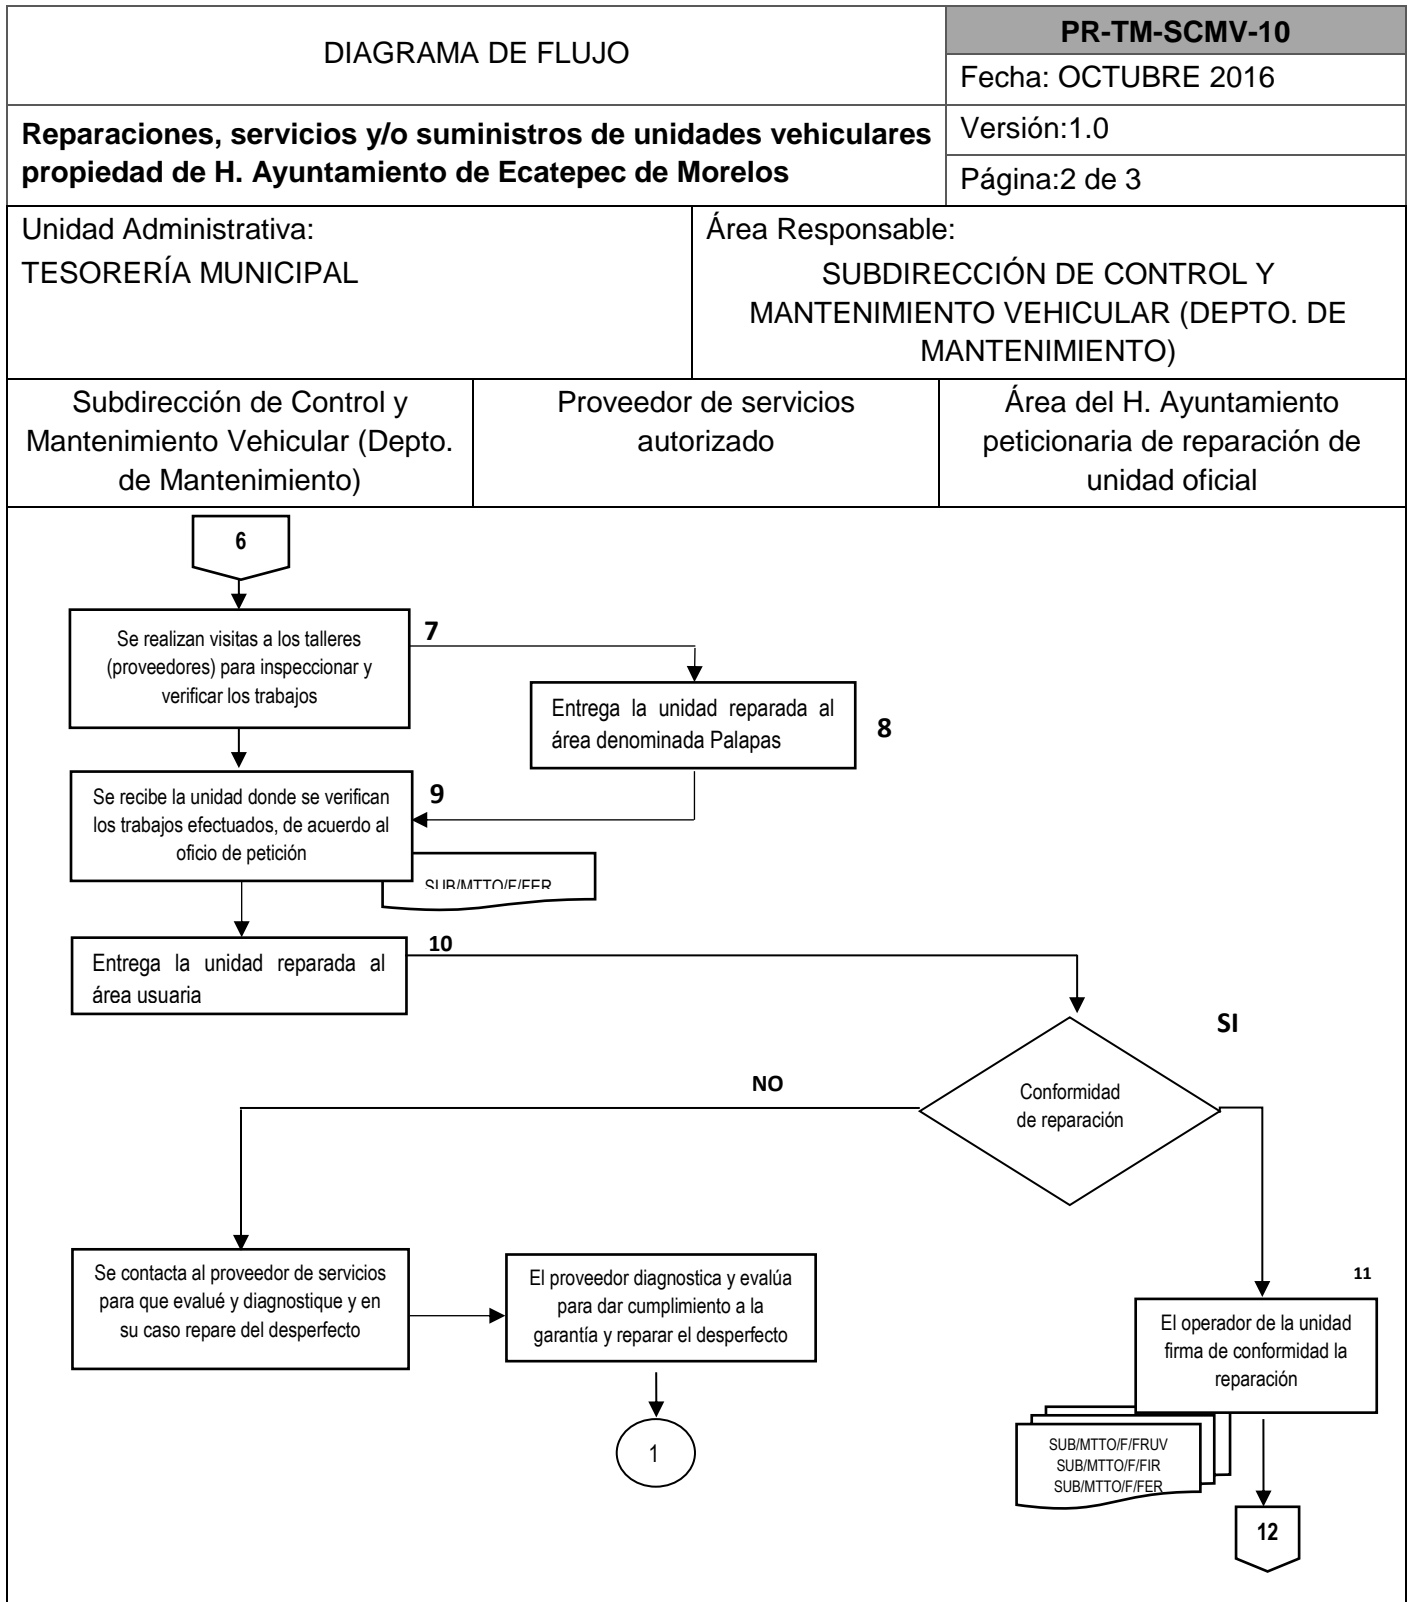 DIAGRAMA DE FLUJO
PR-TM-SCMV-10
Fecha: OCTUBRE 2016
Reparaciones, servicios y/o suministros de unidades vehiculares
propiedad de H. Ayuntamiento de Ecatepec de Morelos
Versión:1.0
Página:2 de 3
Unidad Administrativa:
TESORERÍA MUNICIPAL
Área Responsable:
SUBDIRECCIÓN DE CONTROL Y
MANTENIMIENTO VEHICULAR (DEPTO. DE
MANTENIMIENTO)
Subdirección de Control y
Mantenimiento Vehicular (Depto.
de Mantenimiento)
Proveedor de servicios
autorizado
Área del H. Ayuntamiento
peticionaria de reparación de
unidad oficial
6
Se realizan visitas a los talleres
(proveedores) para inspeccionar y
verificar los trabajos
7
Entrega la unidad reparada al
área denominada Palapas
8
Se recibe la unidad donde se verifican
los trabajos efectuados, de acuerdo al
oficio de petición
9
SUB/MTTO/F/FER
Entrega la unidad reparada al
área usuaria
10
SI
NO
Conformidad
de reparación
Se contacta al proveedor de servicios
para que evalué y diagnostique y en
su caso repare del desperfecto
El proveedor diagnostica y evalúa
para dar cumplimiento a la
garantía y reparar el desperfecto
1
11
El operador de la unidad
firma de conformidad la
reparación
SUB/MTTO/F/FRUV
SUB/MTTO/F/FIR
SUB/MTTO/F/FER
12